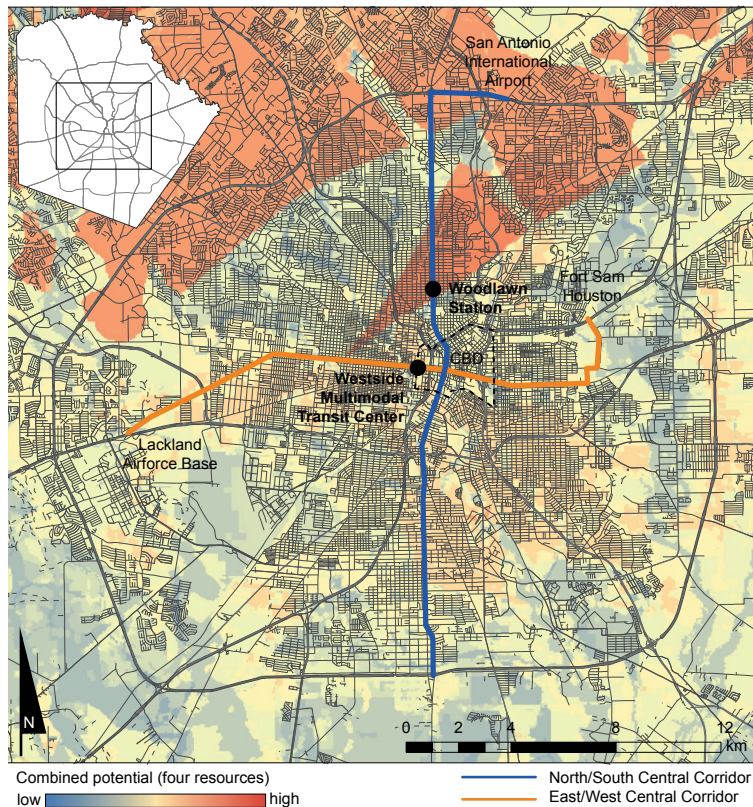 San Antonio
International
Airport
Fort Sam
Houston
Woodlawn
Station
CBD
Westside
Multimodal
Transit Center
Lackland
Airforce Base
N
0 2 4 8 12
km
Combined potential (four resources)
low high
North/South Central Corridor
East/West Central Corridor